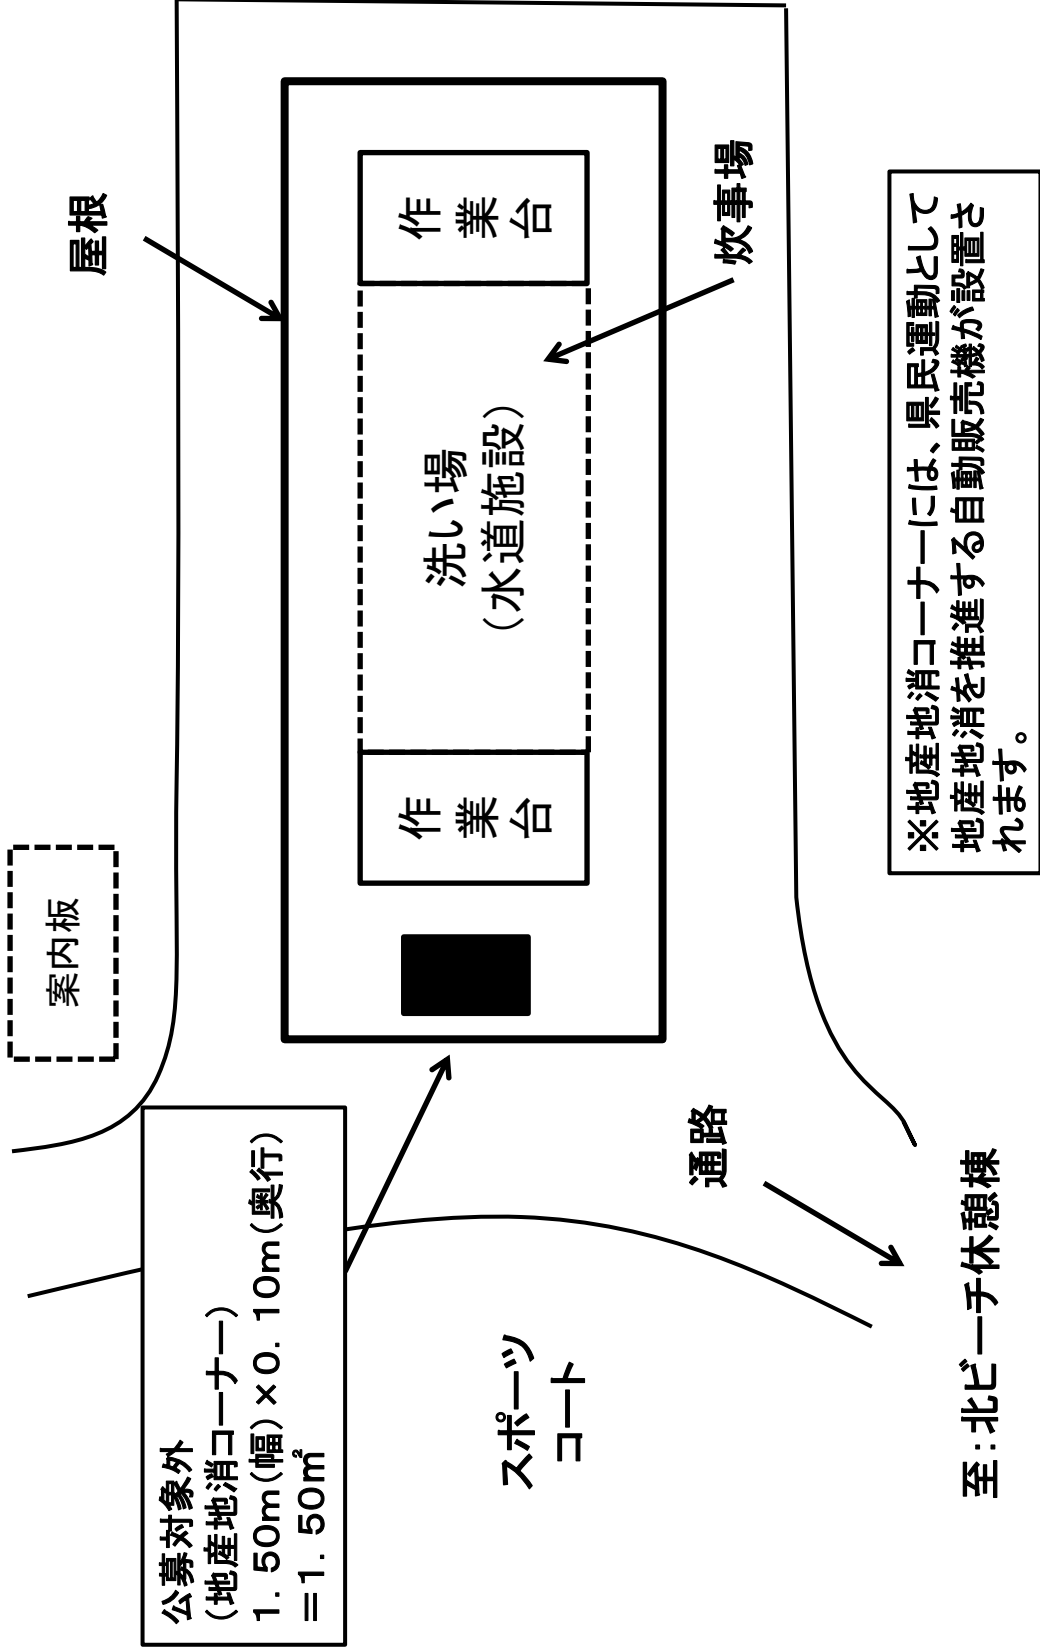 案内板
屋根
公募対象外
（地産地消コーナー）
１．５０ｍ（幅）×０．１０ｍ（奥行）
＝１．５０㎡
作業台
洗い場
（水道施設）
作業台
スポーツ
コート
通路
炊事場
至：北ビーチ休憩棟
※地産地消コーナーには、県民運動として
地産地消を推進する自動販売機が設置さ
れます。